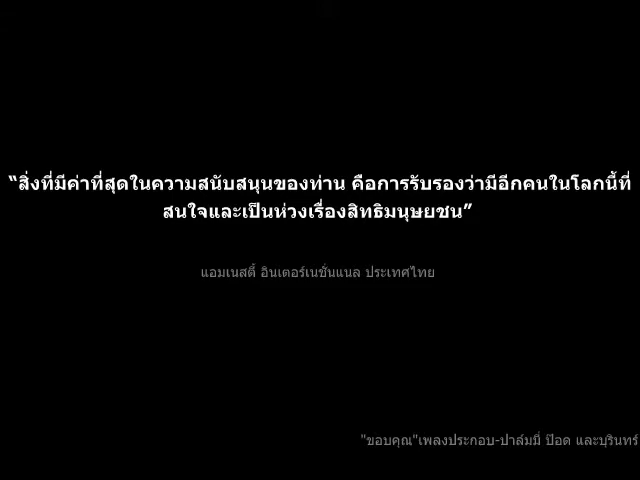 “สิ่งที่มีค่าที่สุดในความสนับสนุนของท่าน คือการรับรองว่ามีอีกคนในโลกนี้ที่
สนใจและเป็นห่วงเรื่องสิทธิมนุษยชน”
แอมเนสตี้ อินเตอร์เนชั่นแนล ประเทศไทย
"ขอบคุณ"เพลงประกอบ-ปาล์มมี่ ป๊อด และบุรินทร์